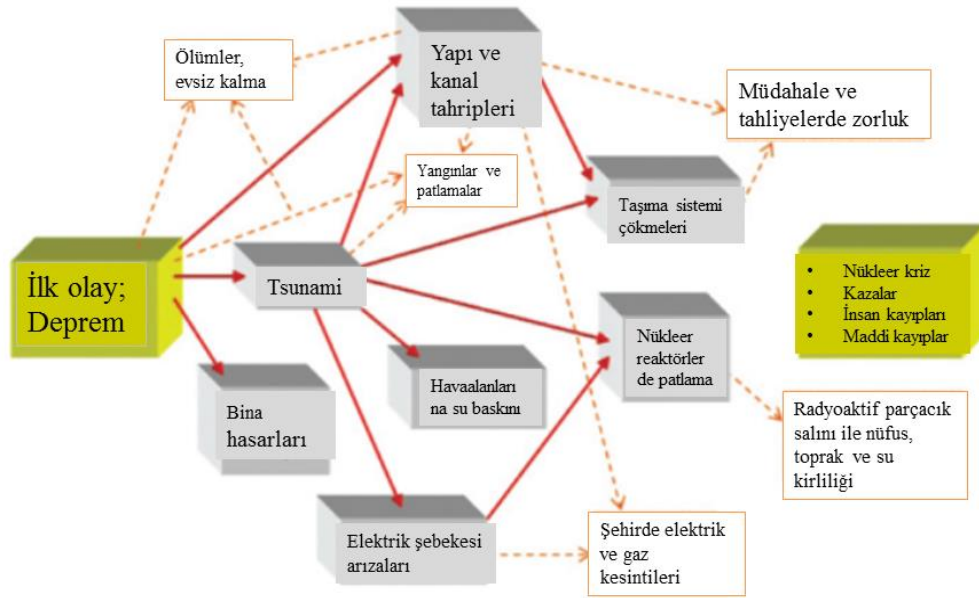 Ölümler,
evsiz kalma
Yapı ve
kanal
tahripleri
Müdahale ve
tahliyelerde zorluk
Yangınlar ve
patlamalar
Taşıma sistemi
çökmeleri
İlk olay;
Deprem
Tsunami
• Nükleer kriz
• Kazalar
• İnsan kayıpları
• Maddi kayıplar
Nükleer
reaktörler
de patlama
Havaalanları
na su baskını
Bina
hasarları
Radyoaktif parçacık
salını ile nüfus,
toprak ve su
kirliliği
Elektrik şebekesi
arızaları
Şehirde elektrik
ve gaz
kesintileri